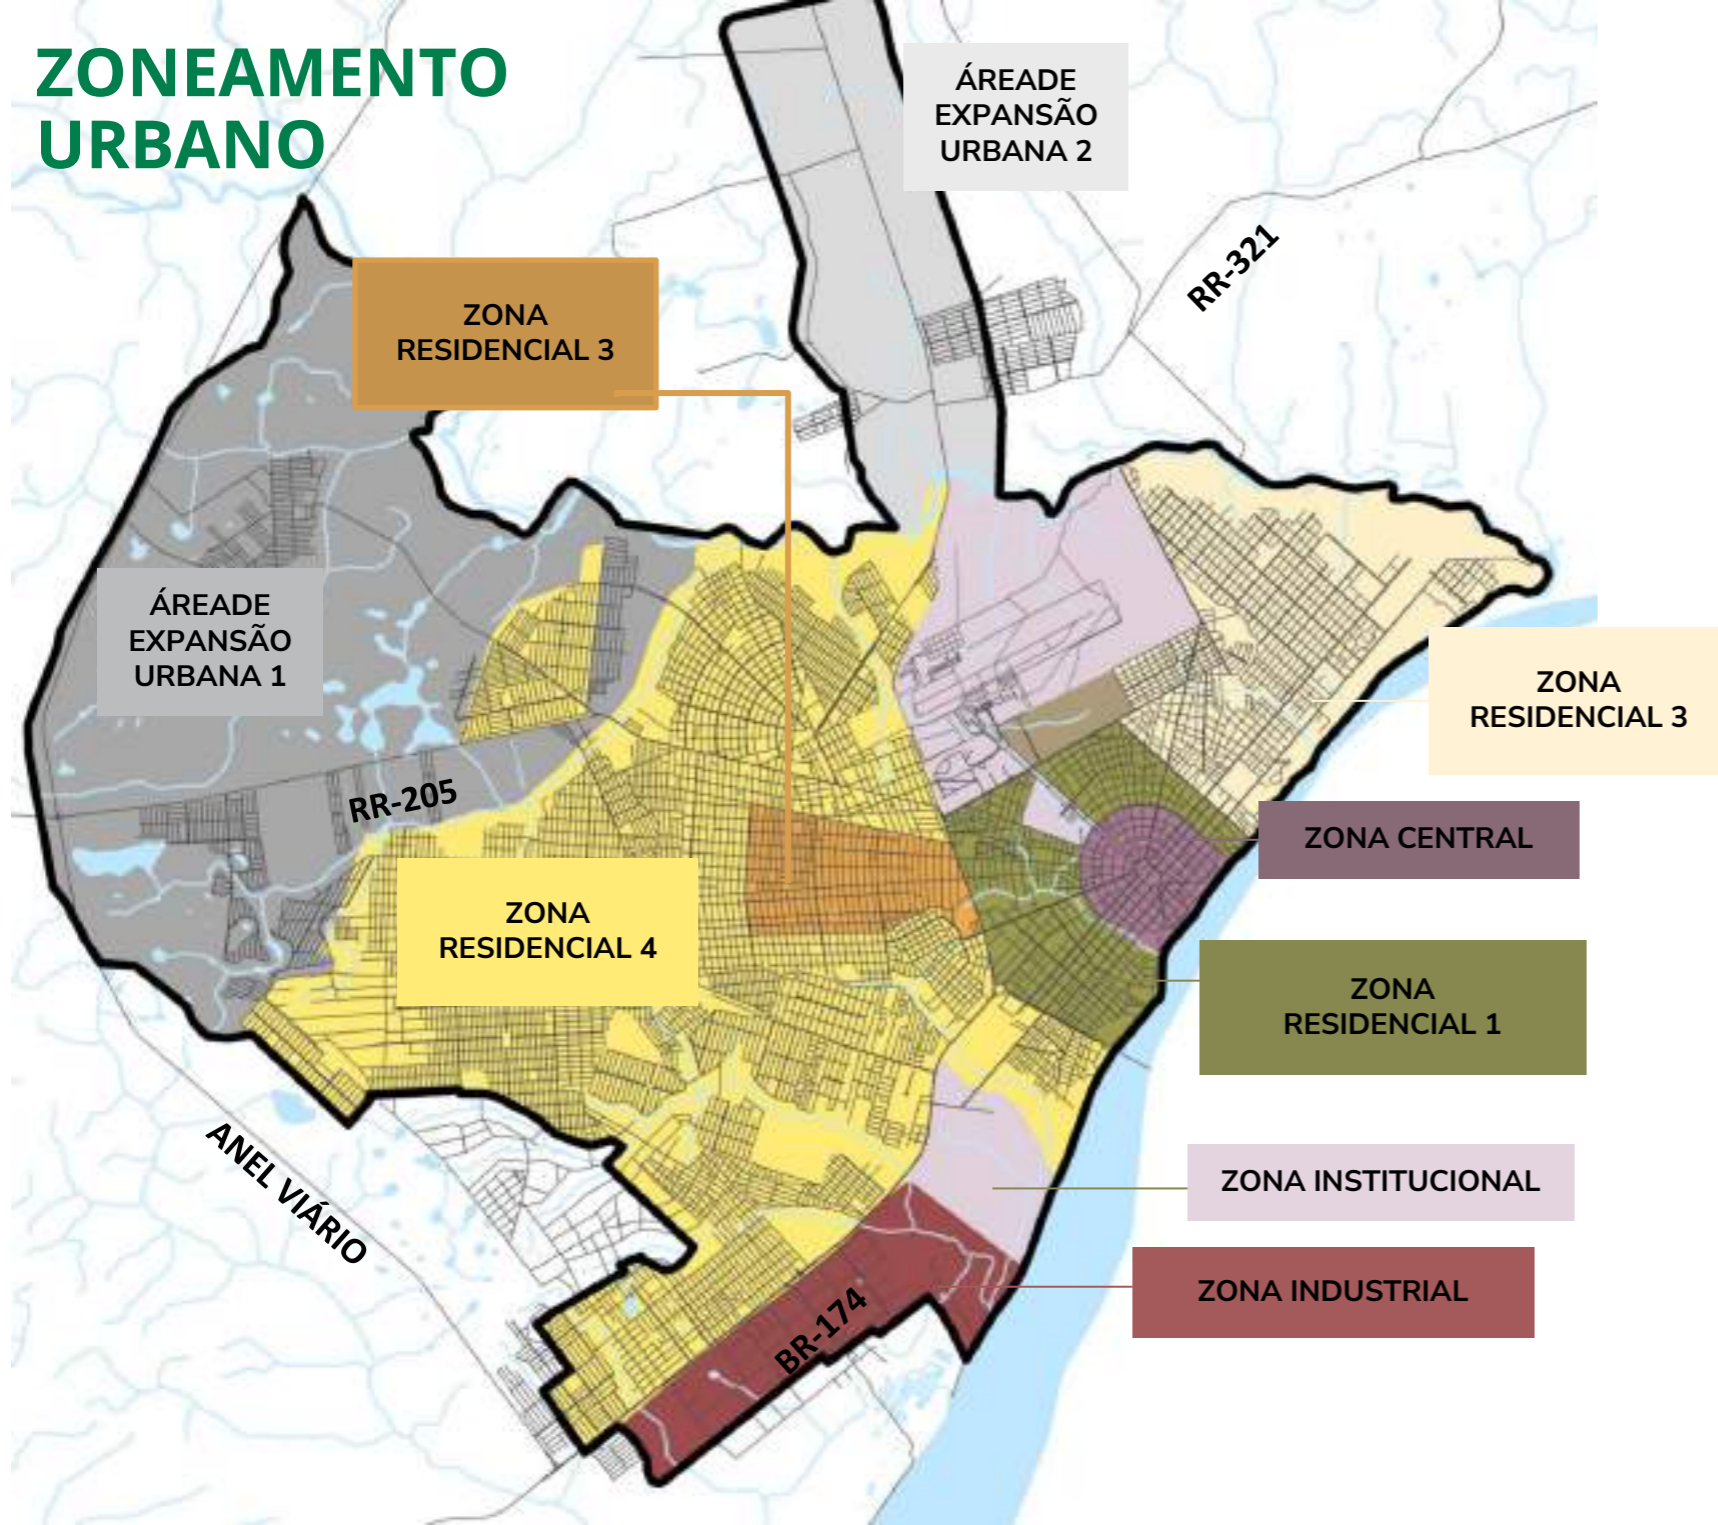 ZONEAMENTO
URBANO
ÁREADE
EXPANSÃO
URBANA 2
RR-321
ZONA
RESIDENCIAL 3
ÁREADE
EXPANSÃO
URBANA 1
ZONA
RESIDENCIAL 3
RR-205
ZONA CENTRAL
ZONA
RESIDENCIAL 4
ZONA
RESIDENCIAL 1
ANEL VIÁRIO
ZONA INSTITUCIONAL
ZONA INDUSTRIAL
BR-174